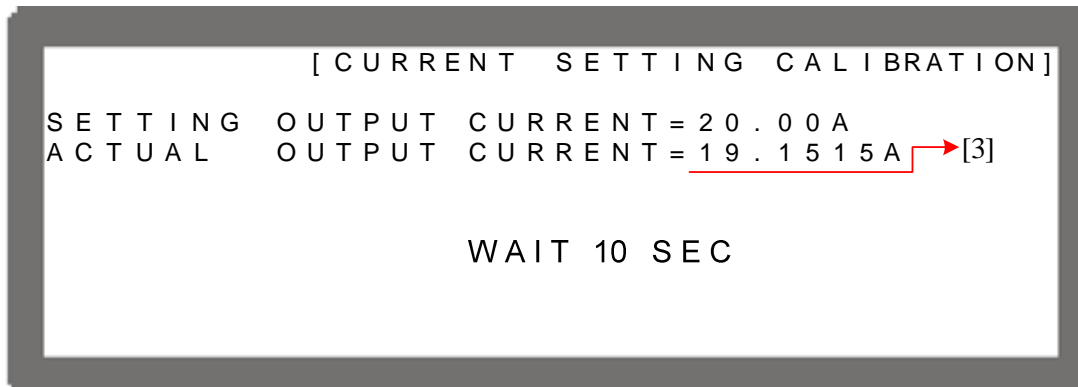 [CURRENT SETTING CALIBRATION]
SETTING OUTPUT CURRENT=20.00A
ACTUAL OUTPUT CURRENT=19.1515A [3]
WAIT 10 SEC